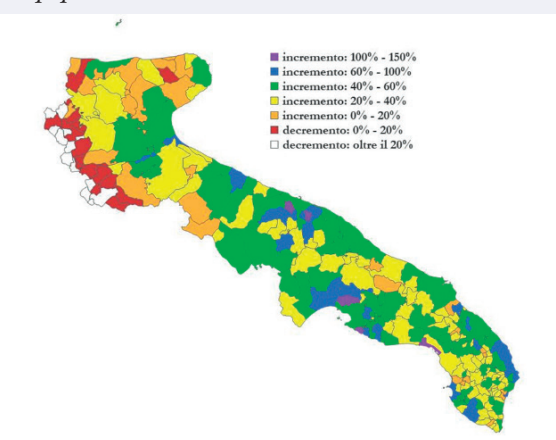 incremento: 100% - 150%
incremento: 60% - 100%
incremento: 40% - 60%
incremento: 20% - 40%
incremento: 0% - 20%
decremento: 0% - 20%
decremento: oltre il 20%